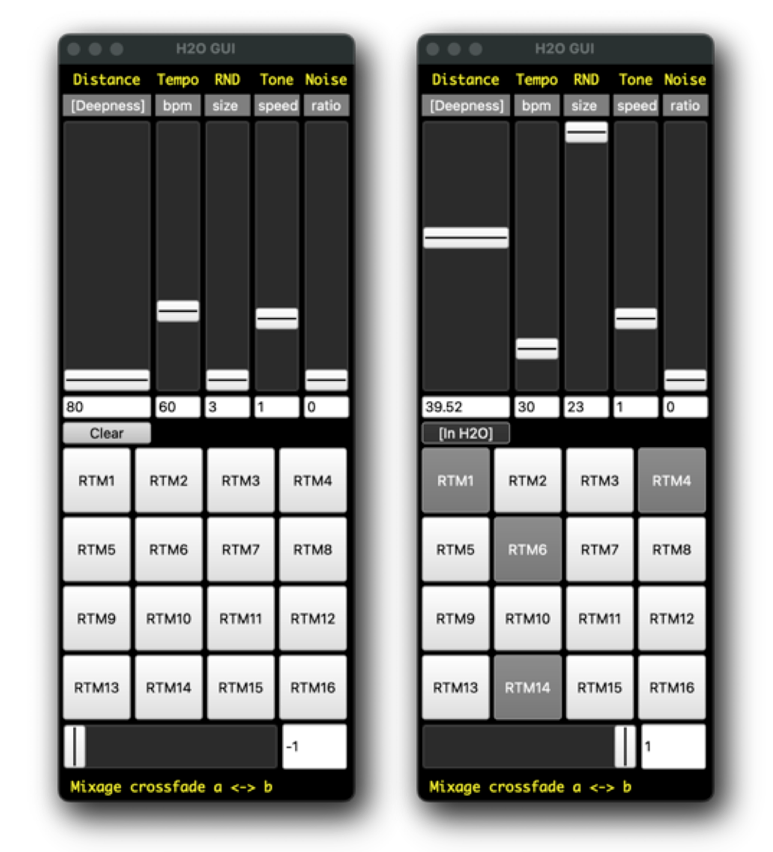 H2O GUI
Distance Tempo RND Tone Noise
[Deepness] bpm size speed ratio
80 60 3 1 0
Clear
RTM1 RTM2 RTM3 RTM4
RTM5 RTM6 RTM7 RTM8
RTM9 RTM10 RTM11 RTM12
RTM13 RTM14 RTM15 RTM16
-1
Mixage crossfade a <-> b
H2O GUI
Distance Tempo RND Tone Noise
[Deepness] bpm size speed ratio
39.52 30 23 1 0
[In H2O]
RTM1 RTM2 RTM3 RTM4
RTM5 RTM6 RTM7 RTM8
RTM9 RTM10 RTM11 RTM12
RTM13 RTM14 RTM15 RTM16
1
Mixage crossfade a <-> b